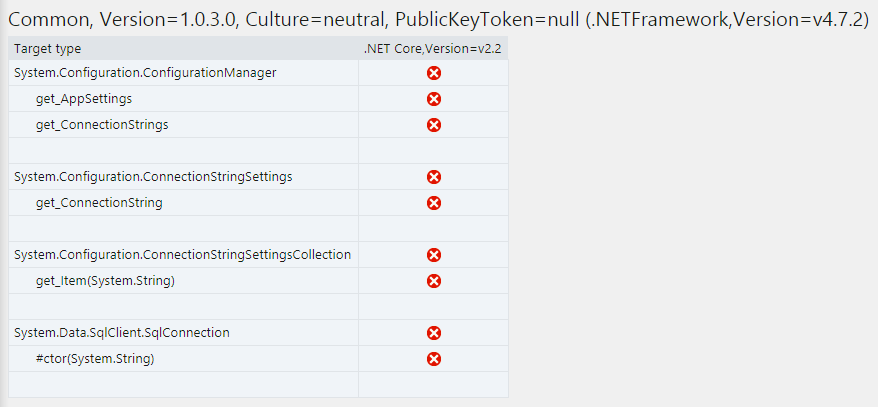 Common, Version=1.0.3.0, Culture=neutral, PublicKeyToken=null (.NETFramework,Version=v4.7.2)
Target type .NET Core,Version=v2.2
System.Configuration.ConfigurationManager
get_AppSettings
get_ConnectionStrings
System.Configuration.ConnectionStringSettings
get_ConnectionString
System.Configuration.ConnectionStringSettingsCollection
get_Item(System.String)
System.Data.SqlClient.SqlConnection
#ctor(System.String)